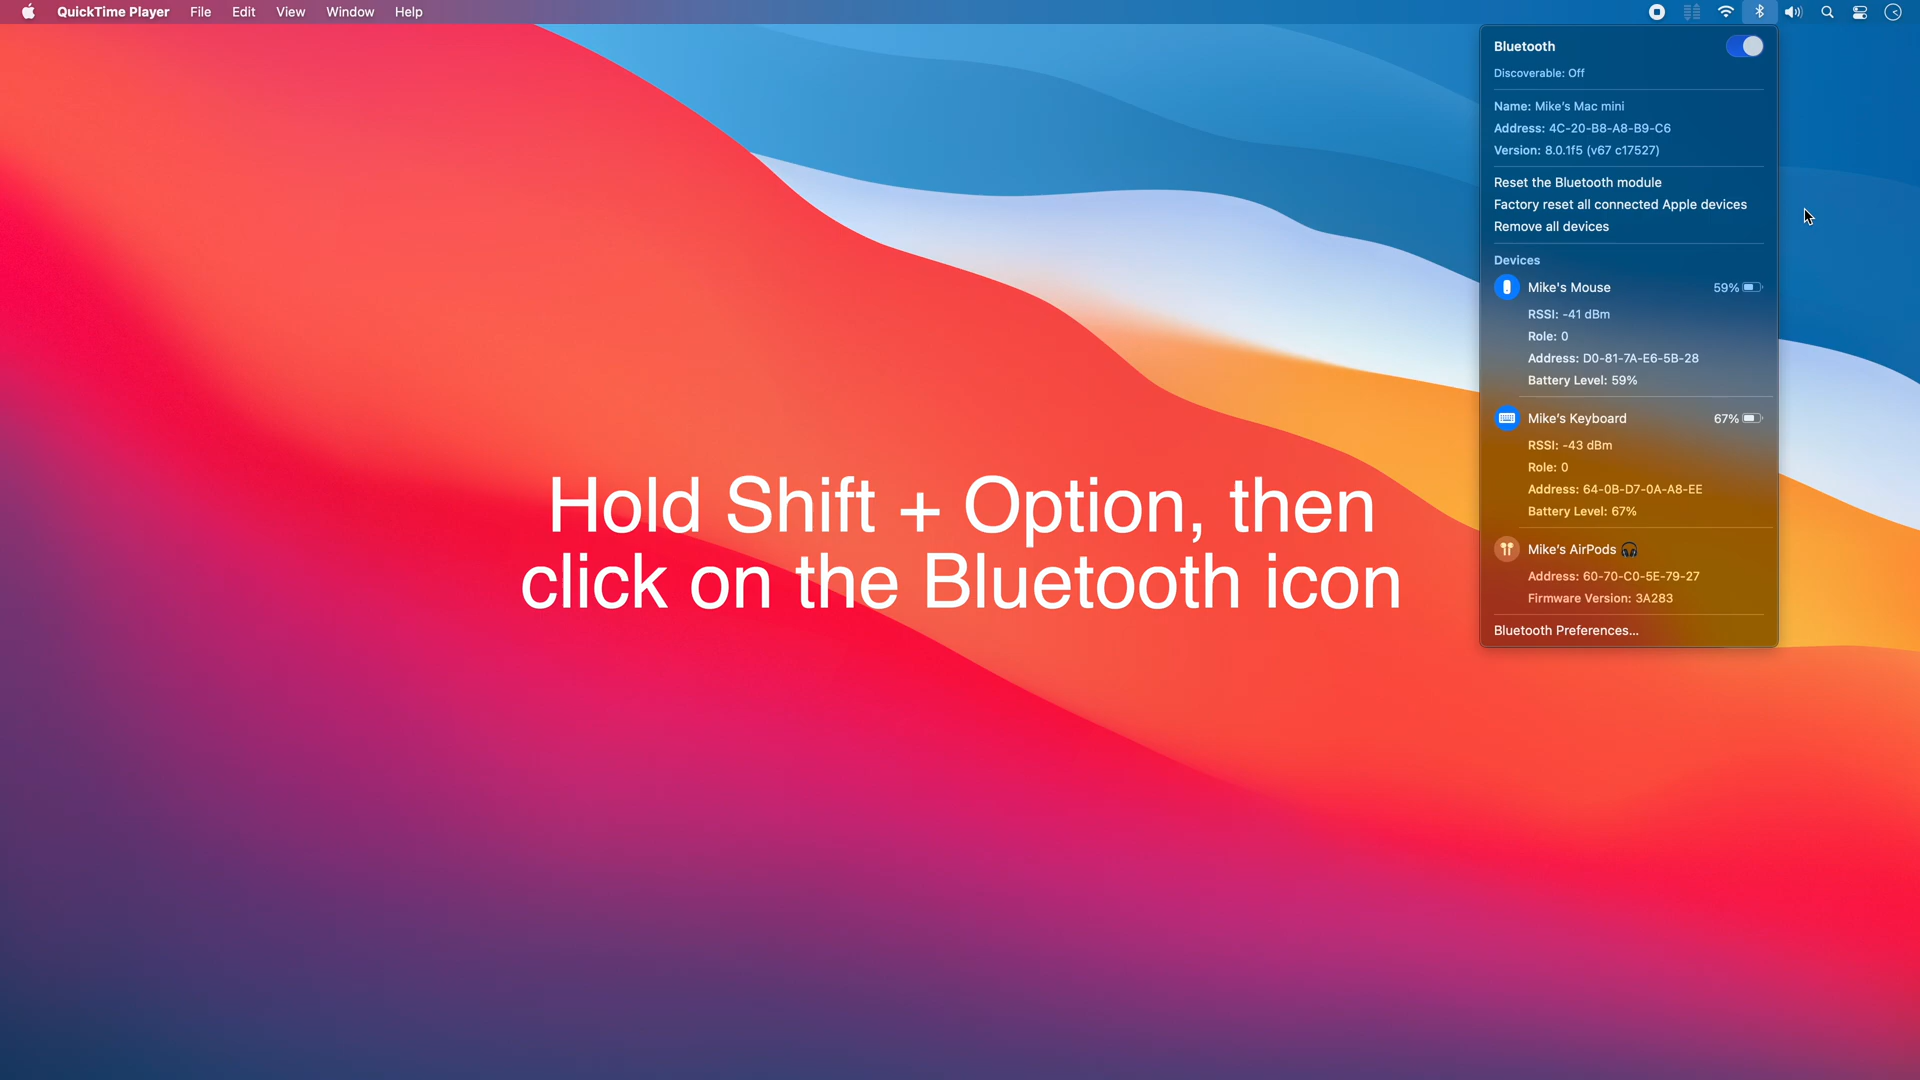 QuickTime Player File Edit View Window Help
Bluetooth
Discoverable: Off
Name: Mike's Mac mini
Address: 4C-20-B8-A8-B9-C6
Version: 8.0.1f5 (v67 c17527)
Reset the Bluetooth module
Factory reset all connected Apple devices
Remove all devices
Devices
Mike's Mouse 59%
RSSI: -41 dBm
Role: 0
Address: D0-81-7A-E6-5B-28
Battery Level: 59%
Mike's Keyboard 67%
RSSI: -43 dBm
Role: 0
Address: 64-0B-D7-0A-A8-EE
Battery Level: 67%
Mike's AirPods 🎧
Address: 60-70-C0-5E-79-27
Firmware Version: 3A283
Bluetooth Preferences...
Hold Shift + Option, then
click on the Bluetooth icon